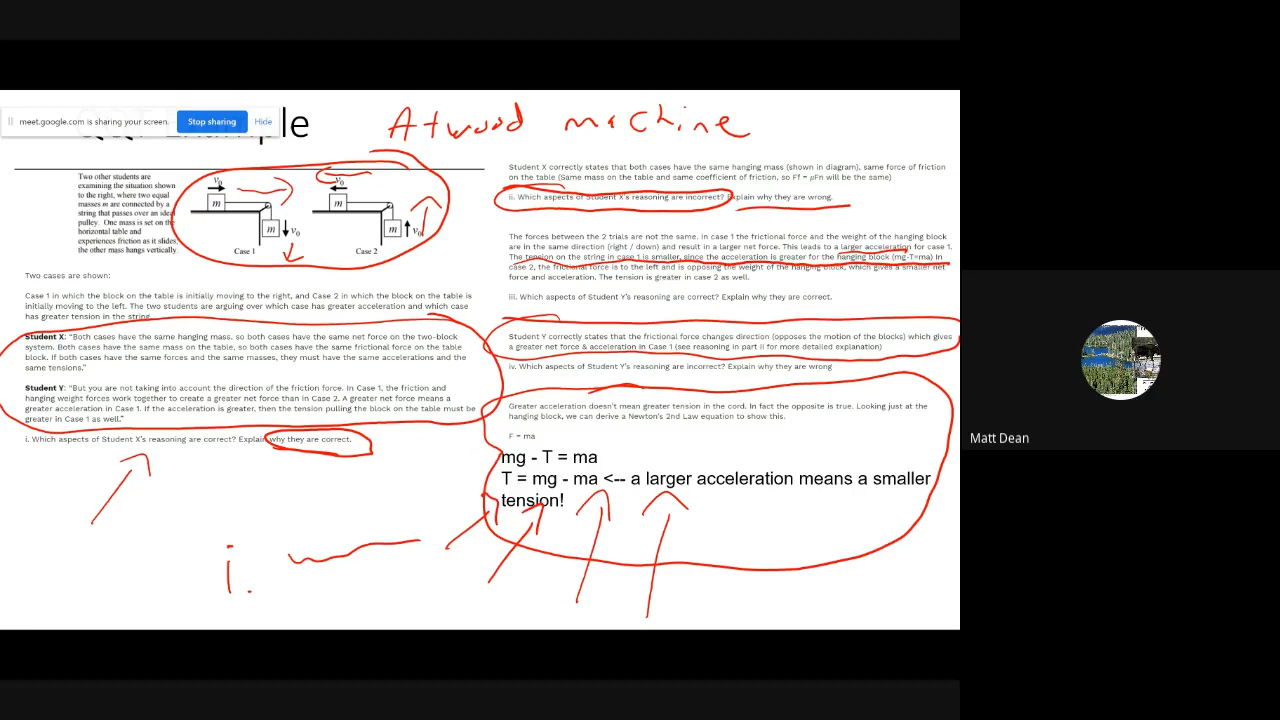 meet.google.com is sharing your screen.
Stop sharing
Hide
Example
Atwood machine
Two other students are
examining the situation shown
to the right, where two equal
masses m are connected by a
string that passes over an ideal
pulley. One mass is set on the
horizontal table and
experiences friction as it slides,
the other mass hangs vertically.
v0
m
m
v0
Case 1
v0
m
m
v0
Case 2
Two cases are shown:
Case 1 in which the block on the table is initially moving to the right, and Case 2 in which the block on the table is
initially moving to the left. The two students are arguing over which case has greater acceleration and which case
has greater tension in the string.
Student X: "Both cases have the same hanging mass, so both cases have the same net force on the two-block
system. Both cases have the same mass on the table, so both cases have the same frictional force on the table
block. If both cases have the same forces and the same masses, they must have the same accelerations and the
same tensions."
Student Y: "But you are not taking into account the direction of the friction force. In Case 1, the friction and
hanging weight forces work together to create a greater net force than in Case 2. A greater net force means a
greater acceleration in Case 1. If the acceleration is greater, then the tension pulling the block on the table must be
greater in Case 1 as well."
i. Which aspects of Student X's reasoning are correct? Explain why they are correct.
i.
Student X correctly states that both cases have the same hanging mass (shown in diagram), same force of friction
on the table (Same mass on the table and same coefficient of friction, so Ff = μFn will be the same)
ii. Which aspects of Student X's reasoning are incorrect? Explain why they are wrong.
The forces between the 2 trials are not the same. In case 1 the frictional force and the weight of the hanging block
are in the same direction (right / down) and result in a larger net force. This leads to a larger acceleration for case 1.
The tension on the string in case 1 is smaller, since the acceleration is greater for the hanging block (mg-T=ma) In
case 2, the frictional force is to the left and is opposing the weight of the hanging block, which gives a smaller net
force and acceleration. The tension is greater in case 2 as well.
iii. Which aspects of Student Y's reasoning are correct? Explain why they are correct.
Student Y correctly states that the frictional force changes direction (opposes the motion of the blocks) which gives
a greater net force & acceleration in Case 1 (see reasoning in part II for more detailed explanation)
iv. Which aspects of Student Y's reasoning are incorrect? Explain why they are wrong
Greater acceleration doesn't mean greater tension in the cord. In fact the opposite is true. Looking just at the
hanging block, we can derive a Newton's 2nd Law equation to show this.
F = ma
mg - T = ma
T = mg - ma <-- a larger acceleration means a smaller
tension!
Matt Dean